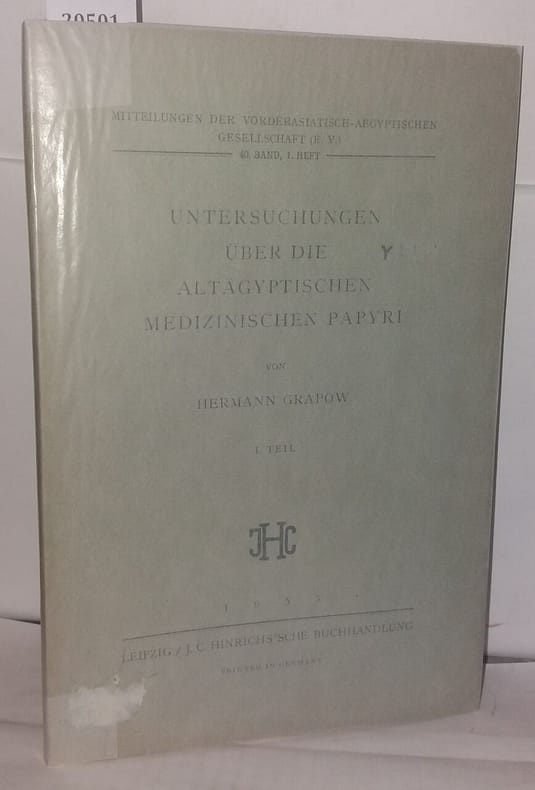 20501
MITTEILUNGEN DER VORDERASIATISCH-AEGYPTISCHEN
GESELLSCHAFT (E. V.)
40. BAND, 1. HEFT
UNTERSUCHUNGEN
ÜBER DIE
ALTÄGYPTISCHEN
MEDIZINISCHEN PAPYRI
VON
HERMANN GRAPOW
I. TEIL
JHC
LEIPZIG / J. C. HINRICHS'SCHE BUCHHANDLUNG
PRINTED IN GERMANY